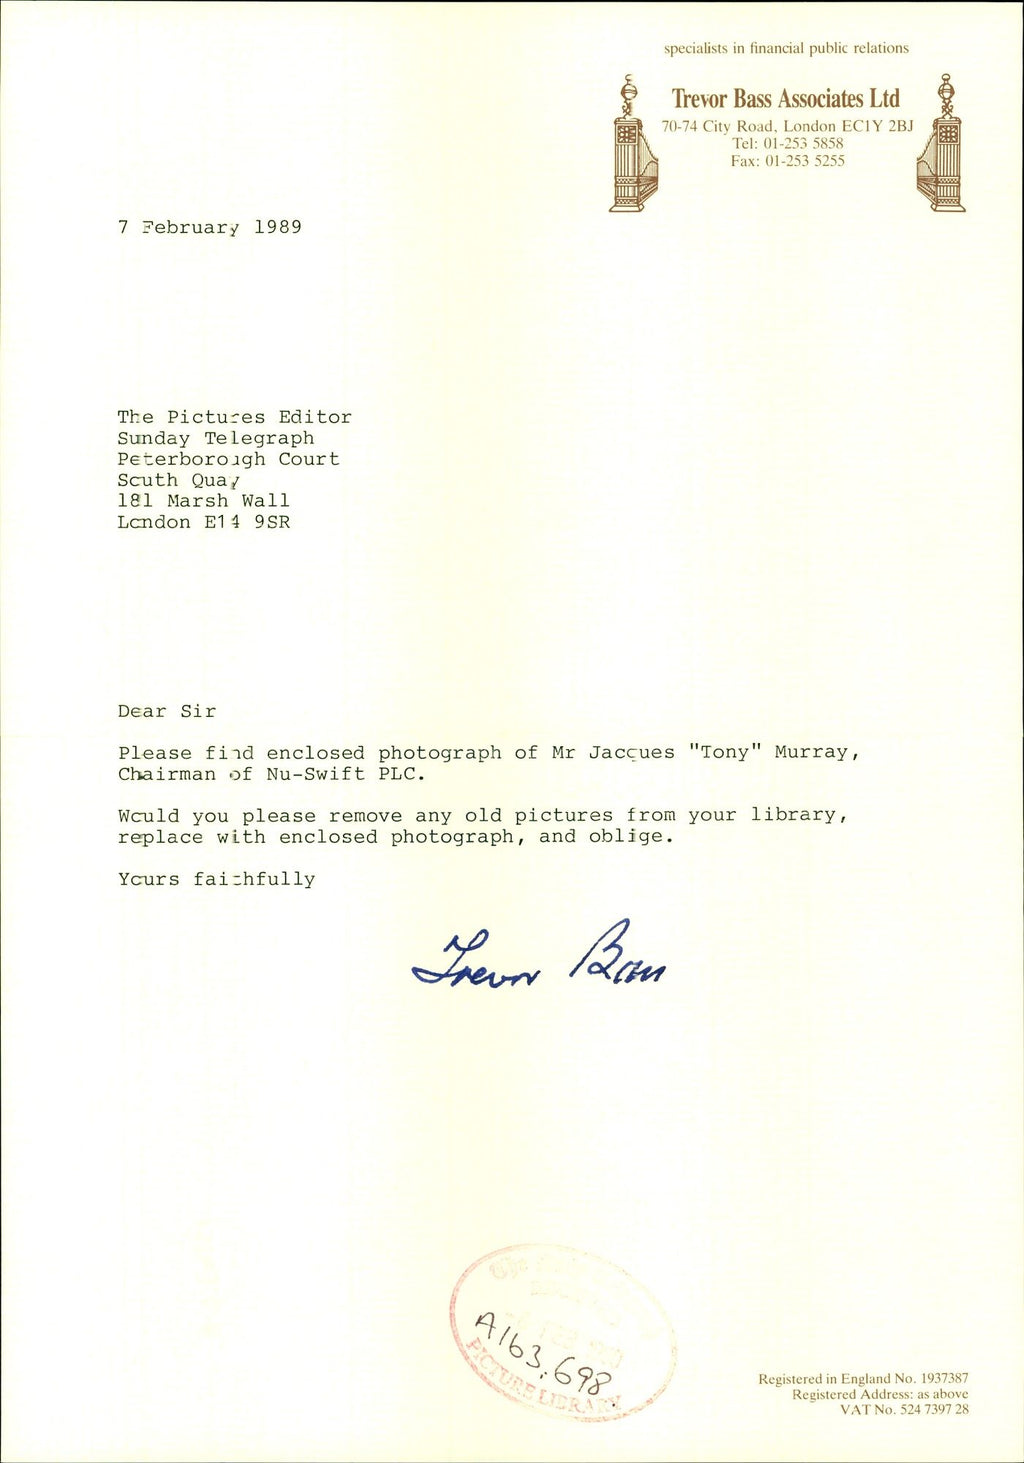 specialists in financial public relations
Trevor Bass Associates Ltd
70-74 City Road, London EC1Y 2BJ
Tel: 01-253 5858
Fax: 01-253 5255
7 February 1989
The Pictures Editor
Sunday Telegraph
Peterborough Court
South Quay
181 Marsh Wall
London E14 9SR
Dear Sir
Please find enclosed photograph of Mr Jacques "Tony" Murray,
Chairman of Nu-Swift PLC.
Would you please remove any old pictures from your library,
replace with enclosed photograph, and oblige.
Yours faithfully
Trevor Bass
The
FEB
A163,698
PICTURE LIBRARY
Registered in England No. 1937387
Registered Address: as above
VAT No. 524 7397 28